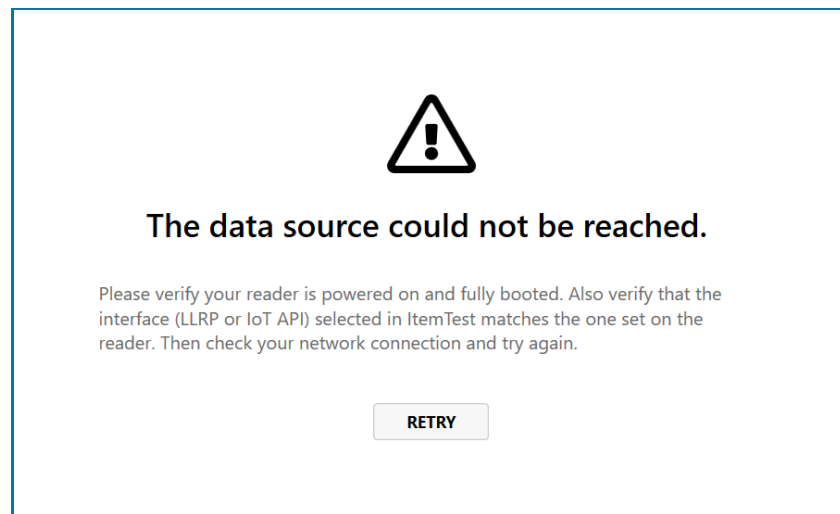 The data source could not be reached.
Please verify your reader is powered on and fully booted. Also verify that the
interface (LLRP or IoT API) selected in ItemTest matches the one set on the
reader. Then check your network connection and try again.
RETRY